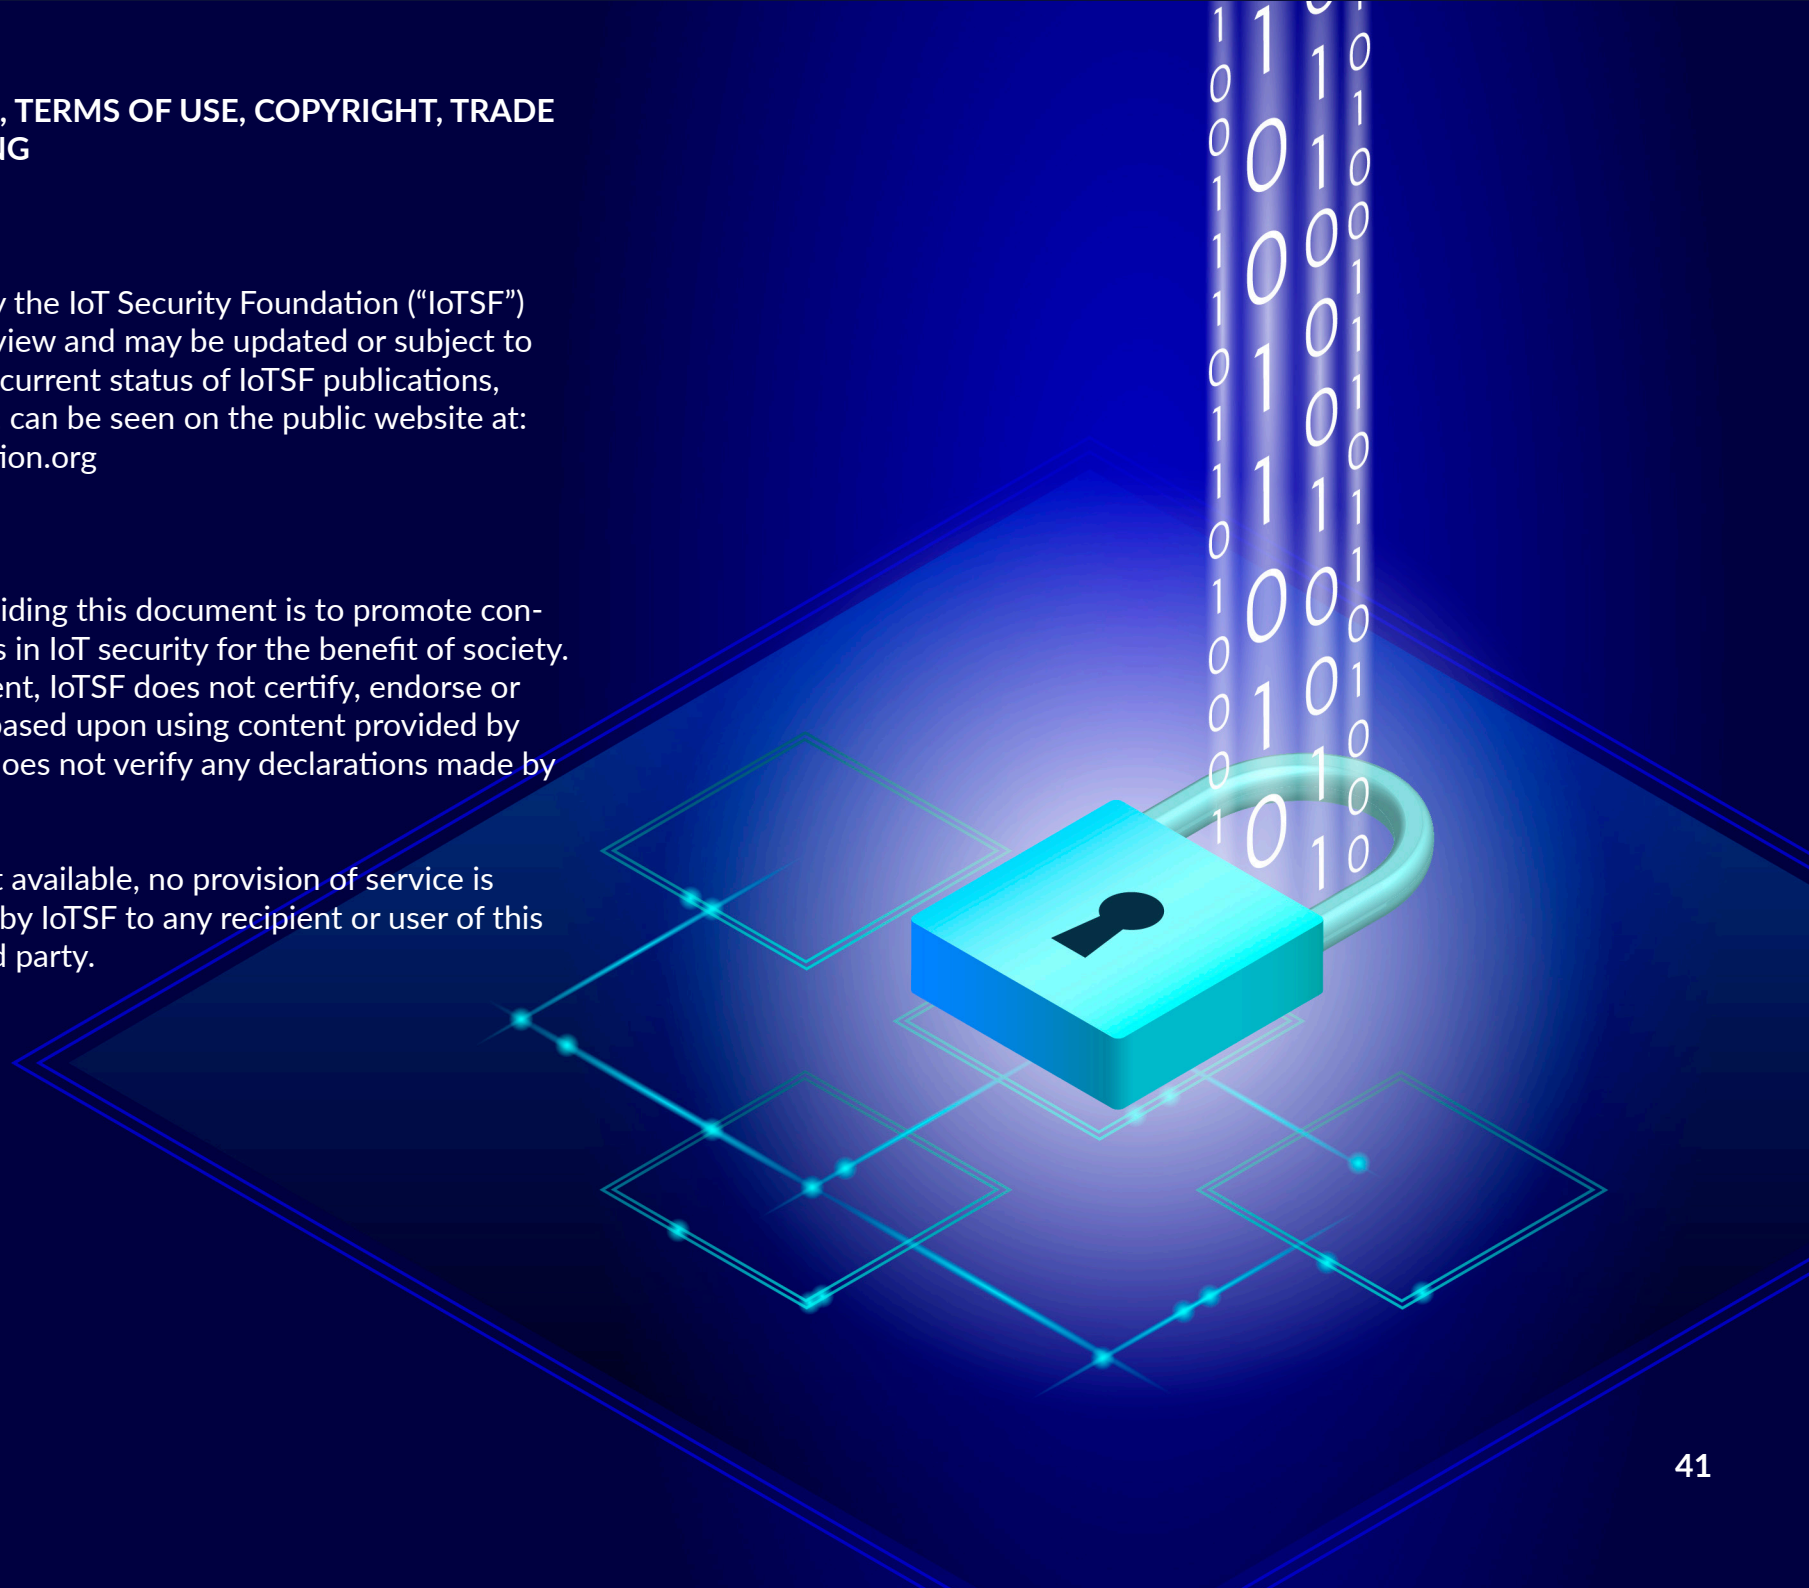 , TERMS OF USE, COPYRIGHT, TRADE
NG
the IoT Security Foundation (“IoTSF”)
view and may be updated or subject to
current status of IoTSF publications,
can be seen on the public website at:
tion.org
iding this document is to promote con-
s in IoT security for the benefit of society.
ent, IoTSF does not certify, endorse or
based upon using content provided by
oes not verify any declarations made by
available, no provision of service is
by IoTSF to any recipient or user of this
party.
41